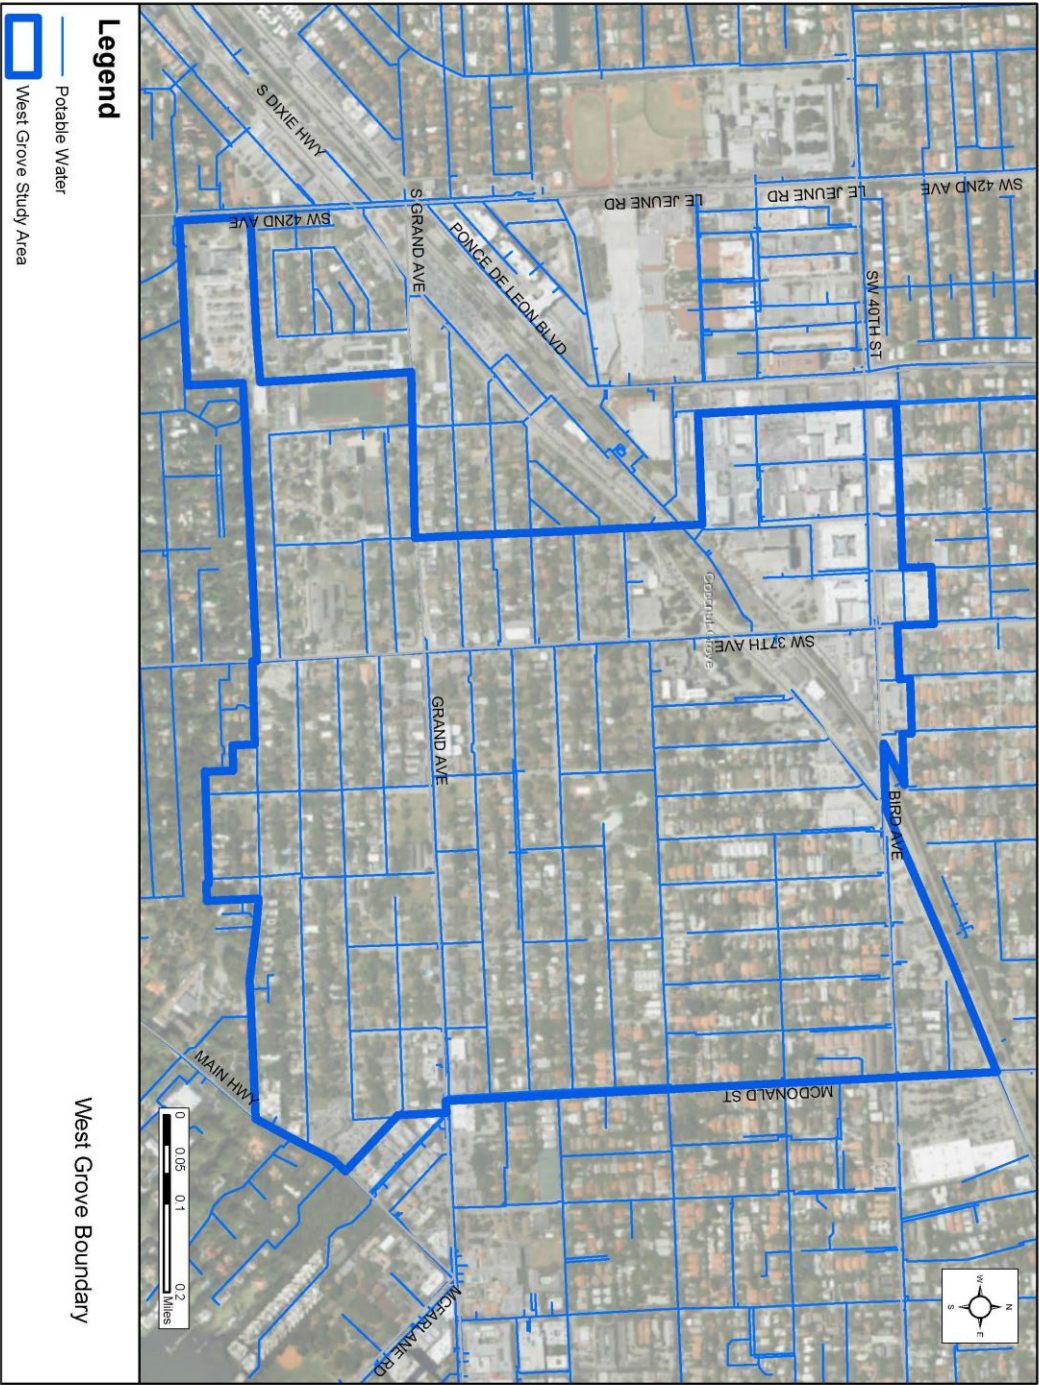 SW 42ND AVE
LE JEUNE RD
LE JEUNE RD
SW 40TH ST
S DIXIE HWY
SW 42ND AVE
S GRAND AVE
PONCE DE LEON BLVD
Coconut Grove
SW 37TH AVE
GRAND AVE
BIRD AVE
MCDONALD ST
MAIN HWY
MCFARLANE RD
N
W
E
S
0 0.05 0.1 0.2
Miles
Legend
Potable Water
West Grove Study Area
West Grove Boundary